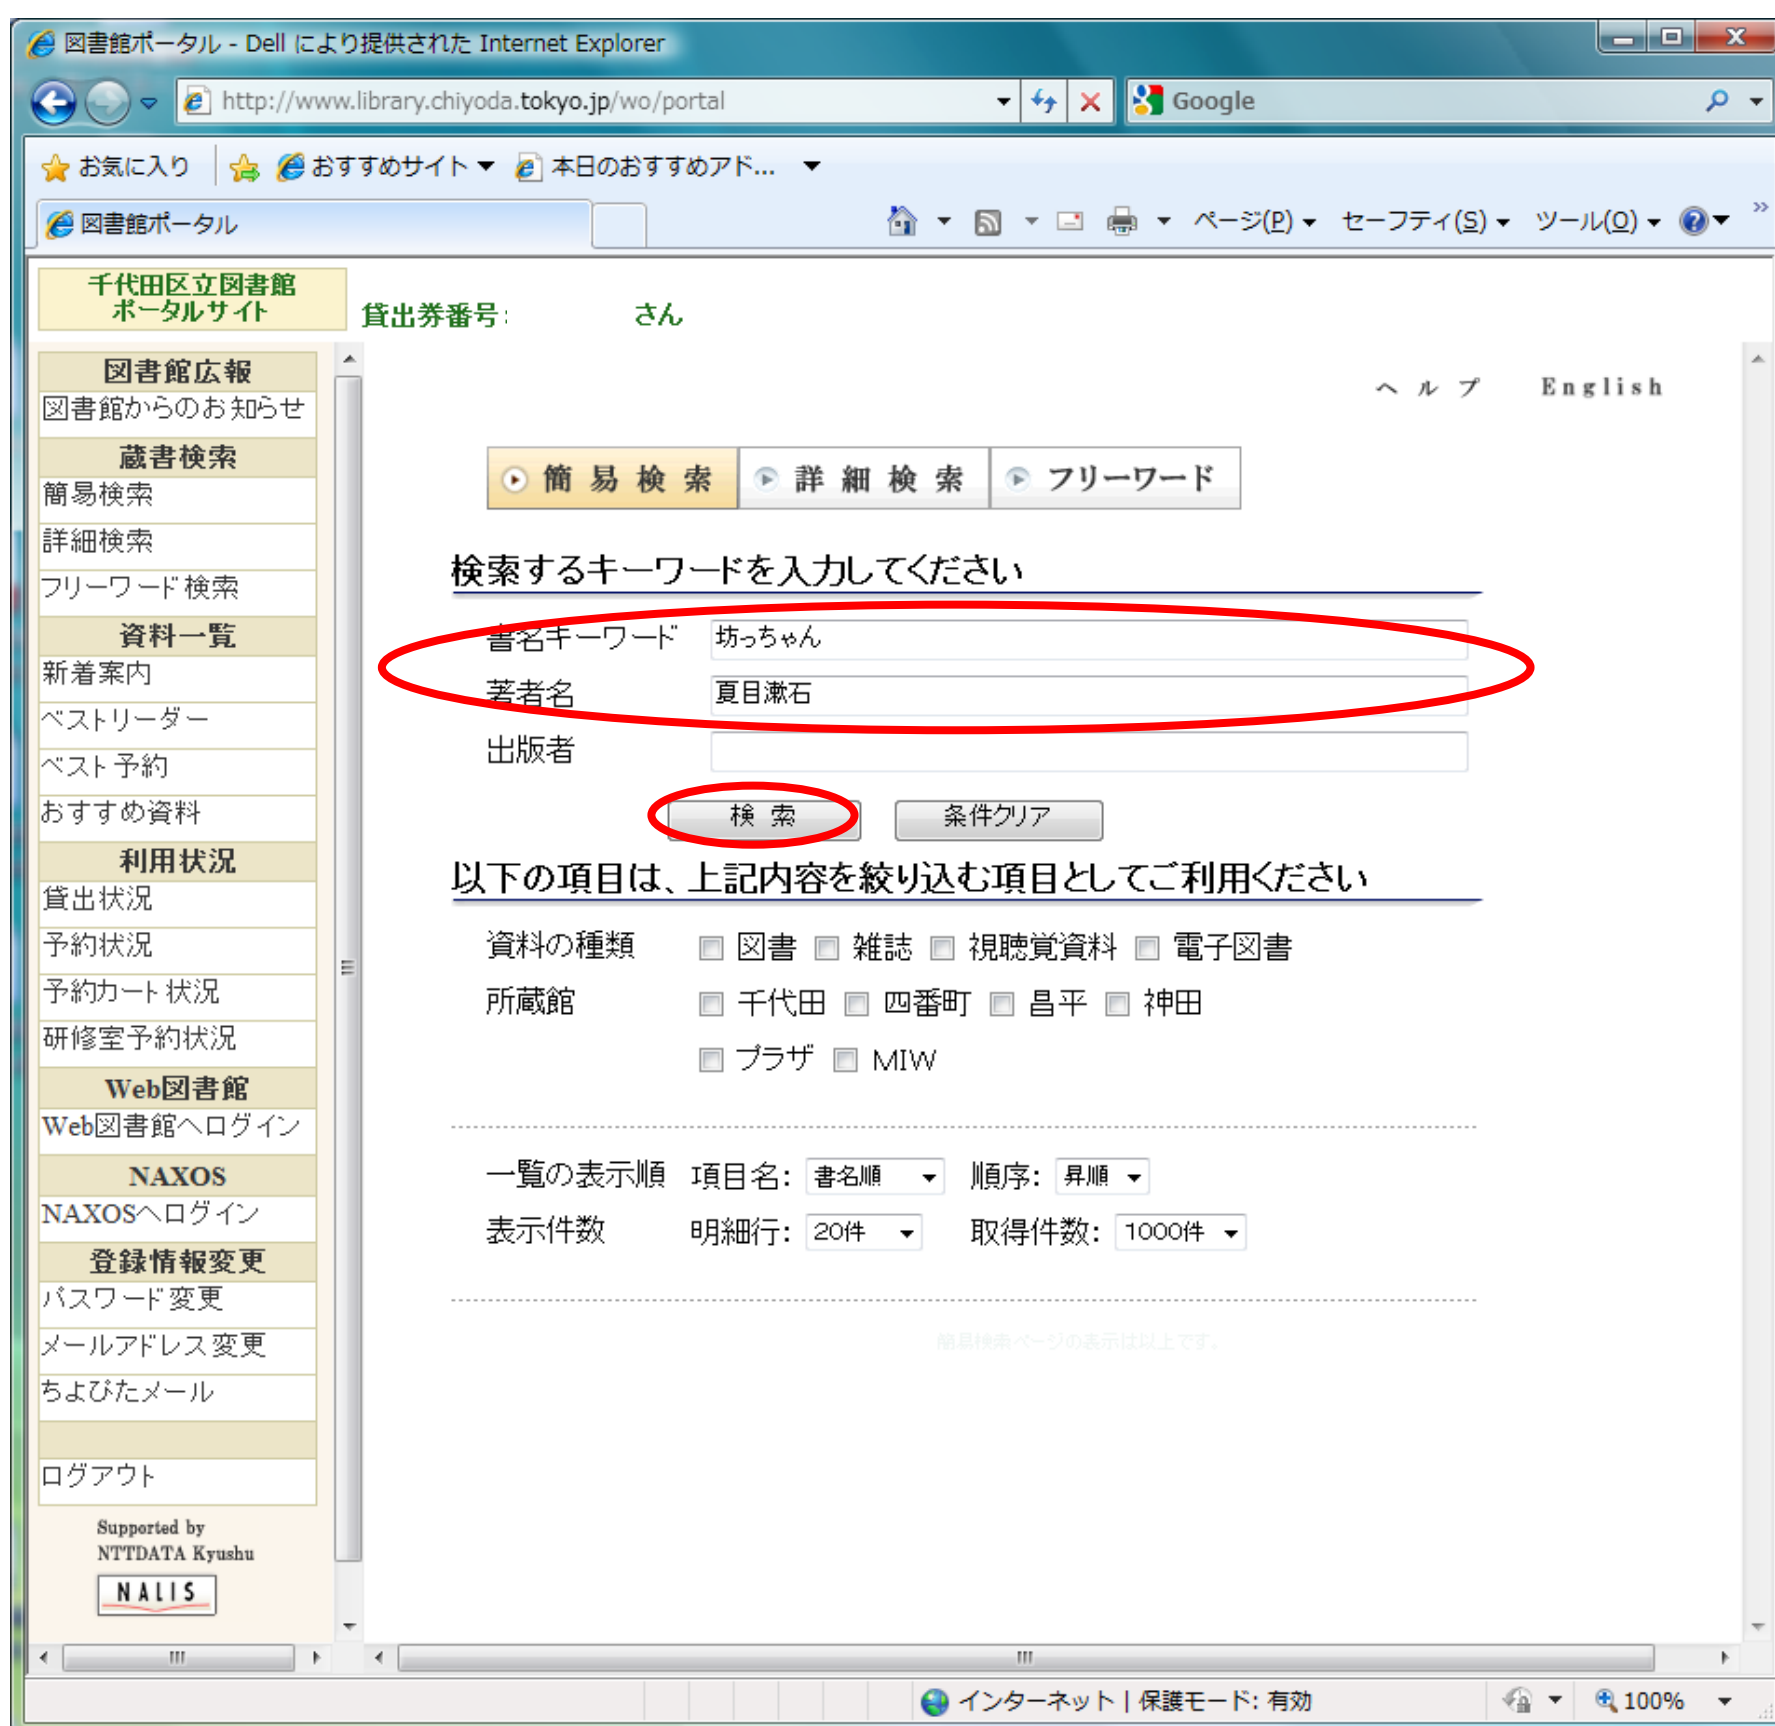 図書館ポータル - Dell により提供された Internet Explorer
http://www.library.chiyoda.tokyo.jp/wo/portal
Google
お気に入り
おすすめサイト
本日のおすすめアド...
図書館ポータル
ページ(P)
セーフティ(S)
ツール(O)
千代田区立図書館
ポータルサイト
貸出券番号: さん
図書館広報
図書館からのお知らせ
蔵書検索
簡易検索
詳細検索
フリーワード検索
資料一覧
新着案内
ベストリーダー
ベスト予約
おすすめ資料
利用状況
貸出状況
予約状況
予約カート状況
研修室予約状況
Web図書館
Web図書館へログイン
NAXOS
NAXOSへログイン
登録情報変更
パスワード変更
メールアドレス変更
ちよぴたメール
ログアウト
Supported by
NTTDATA Kyushu
NALIS
ヘルプ English
簡易検索 詳細検索 フリーワード
検索するキーワードを入力してください
書名キーワード 坊っちゃん
著者名 夏目漱石
出版者
検索 条件クリア
以下の項目は、上記内容を絞り込む項目としてご利用ください
資料の種類 図書 雑誌 視聴覚資料 電子図書
所蔵館 千代田 四番町 昌平 神田
プラザ MIW
一覧の表示順 項目名: 書名順 順序: 昇順
表示件数 明細行: 20件 取得件数: 1000件
簡易検索ページの表示は以上です。
インターネット | 保護モード: 有効
100%